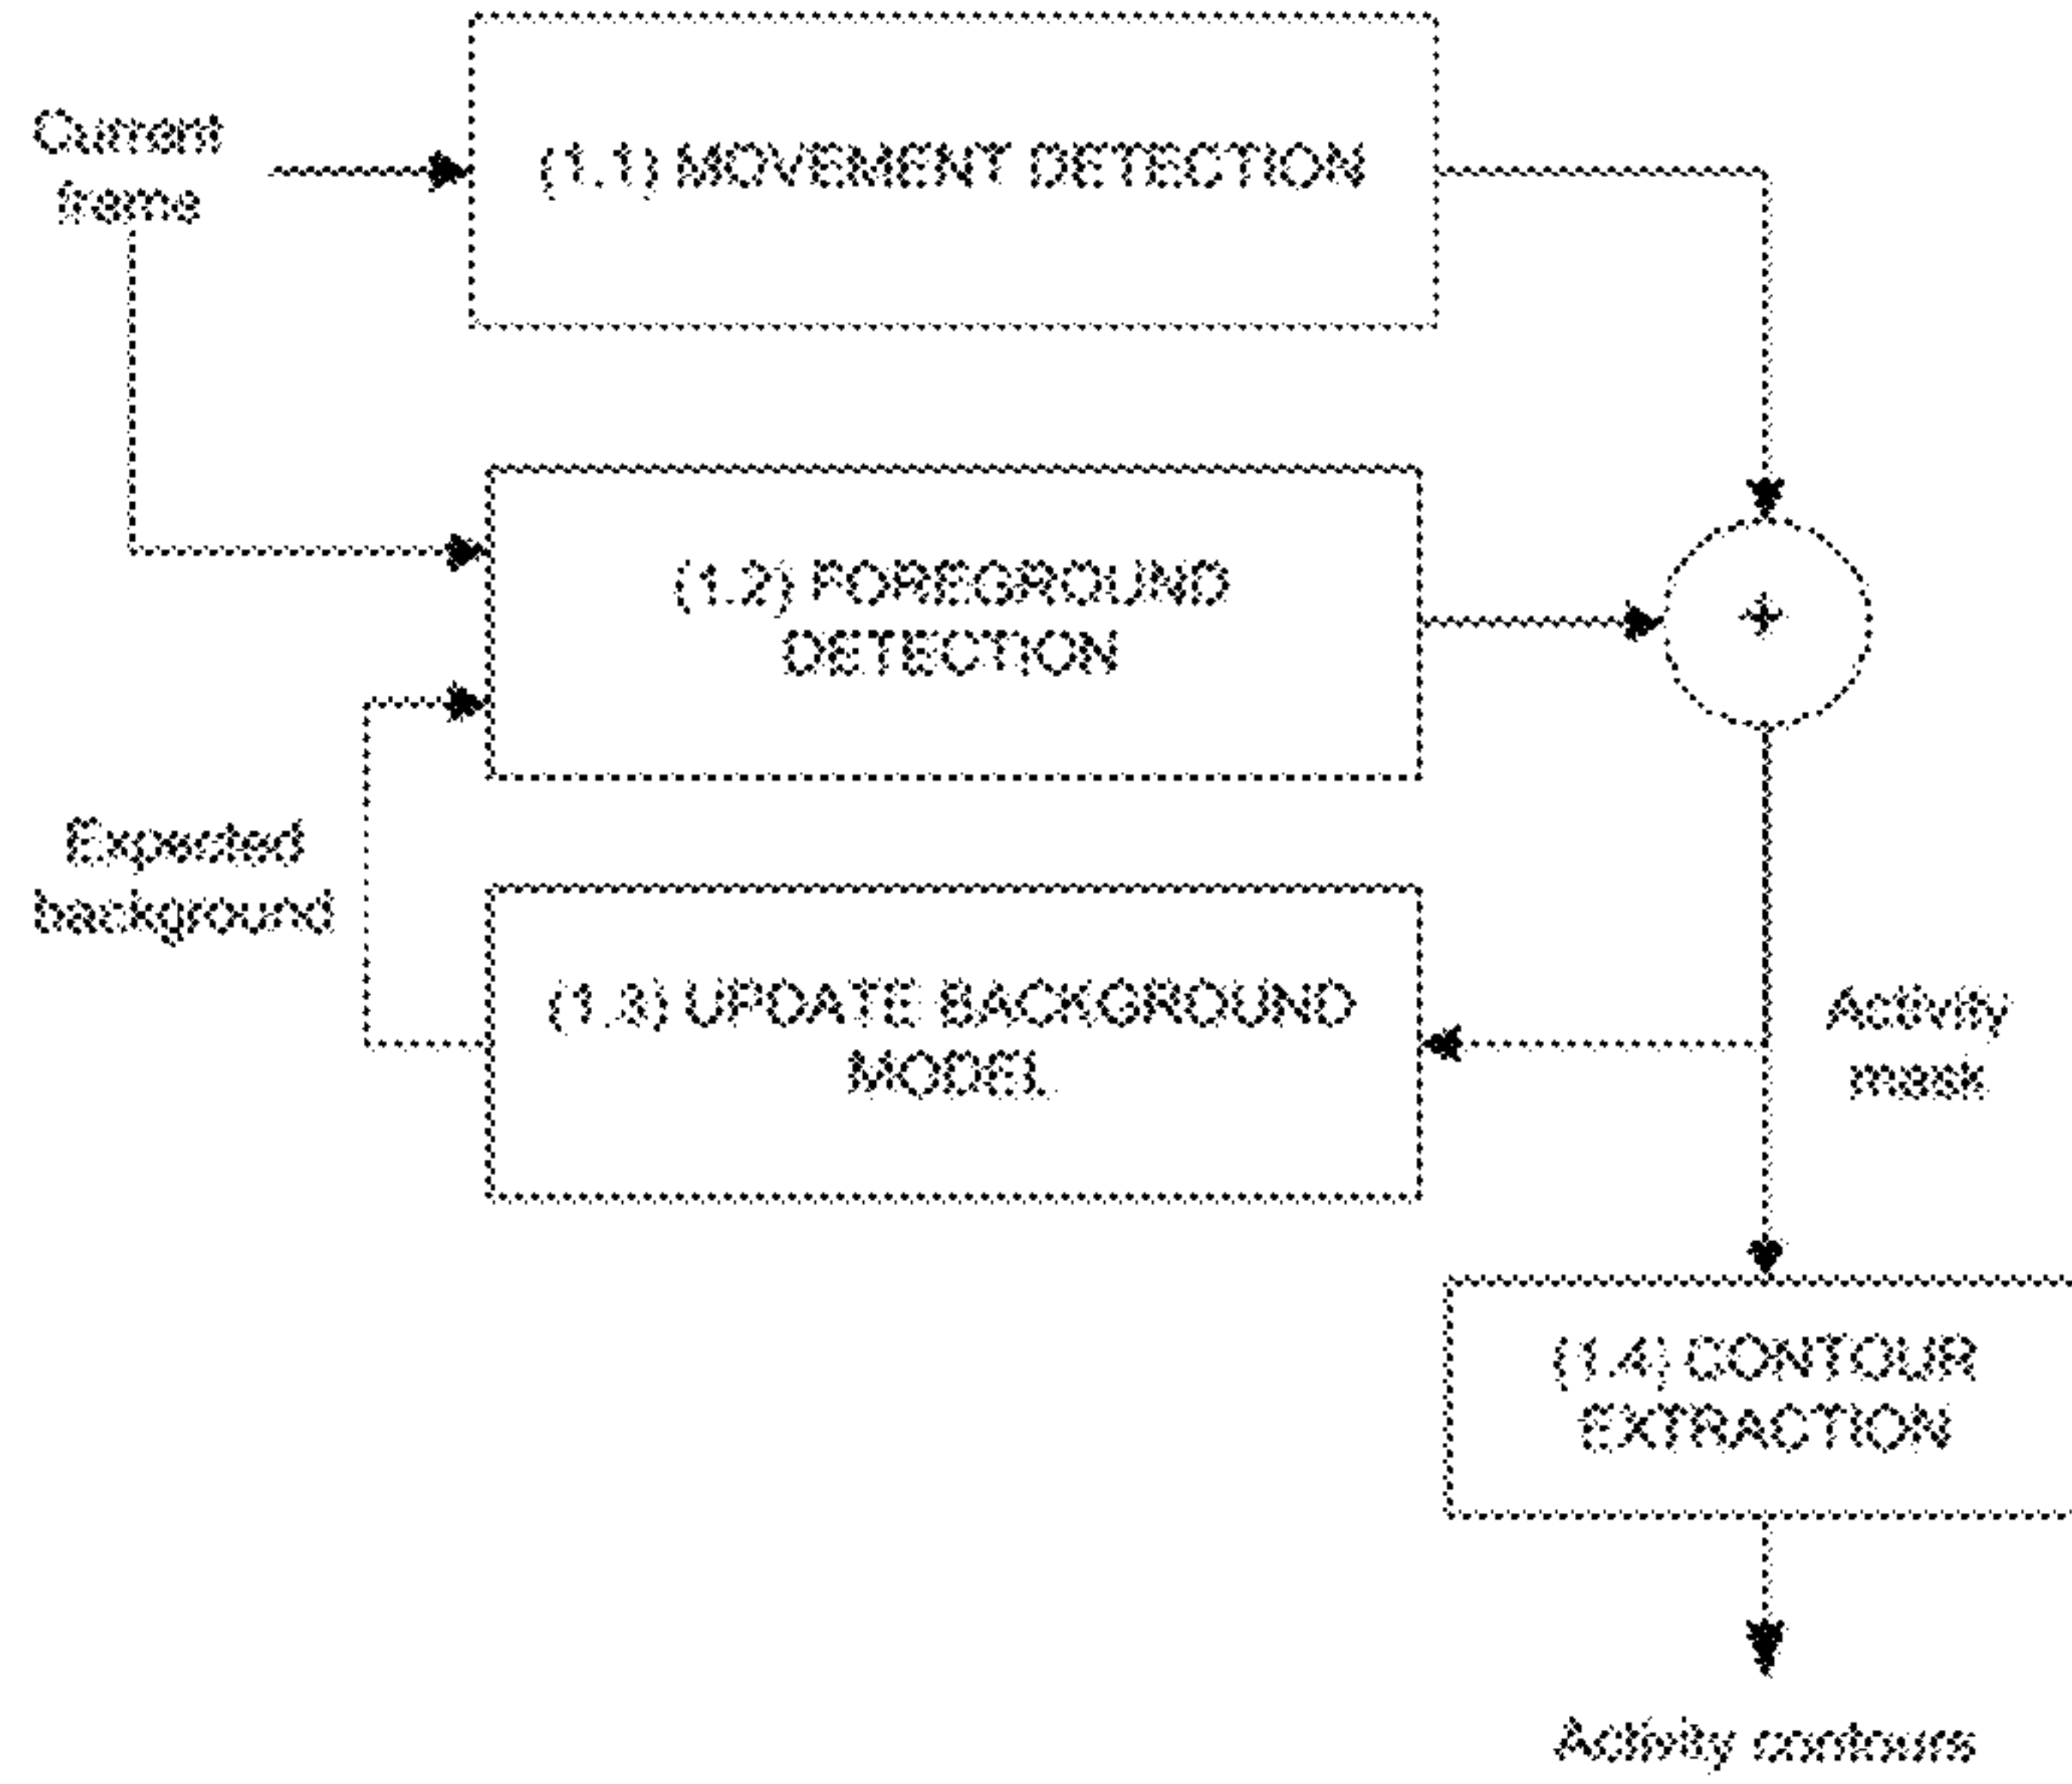 Current
frame
(1.1) MOVEMENT DETECTION
(1.2) FOREGROUND
DETECTION
+
Expected
background
(1.3) UPDATE BACKGROUND
MODEL
Activity
mask
(1.4) CONTOUR
EXTRACTION
Activity contours